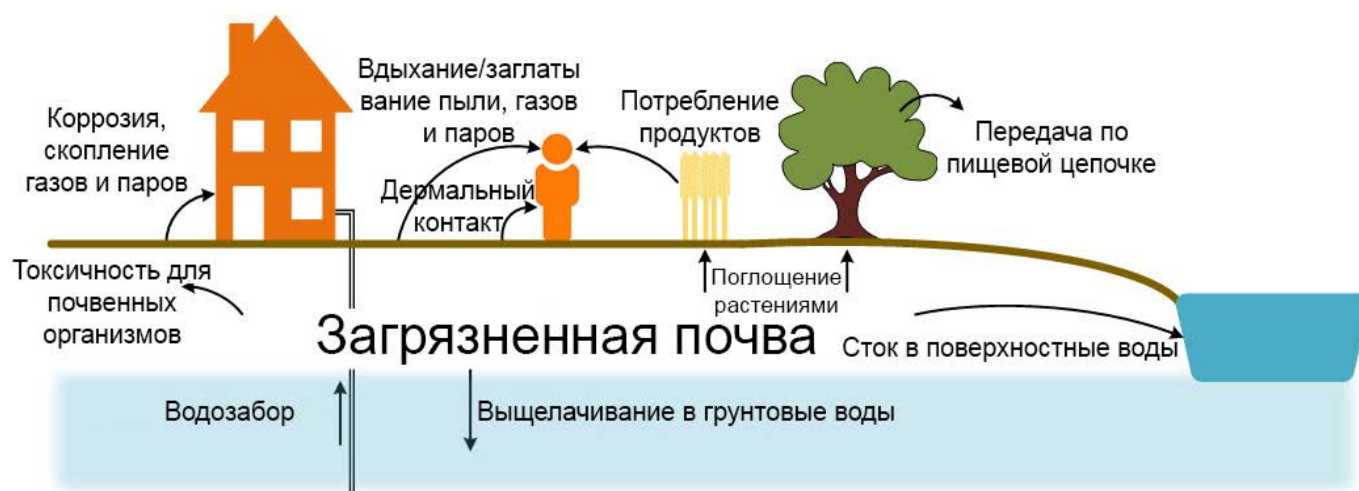 Вдыхание/заглаты
вание пыли, газов
и паров
Потребление
продуктов
Коррозия,
скопление
газов и паров
Передача по
пищевой цепочке
Дермальный
контакт
Токсичность для
почвенных
организмов
Поглощение
растениями
Загрязненная почва
Сток в поверхностные воды
Водозабор
Выщелачивание в грунтовые воды